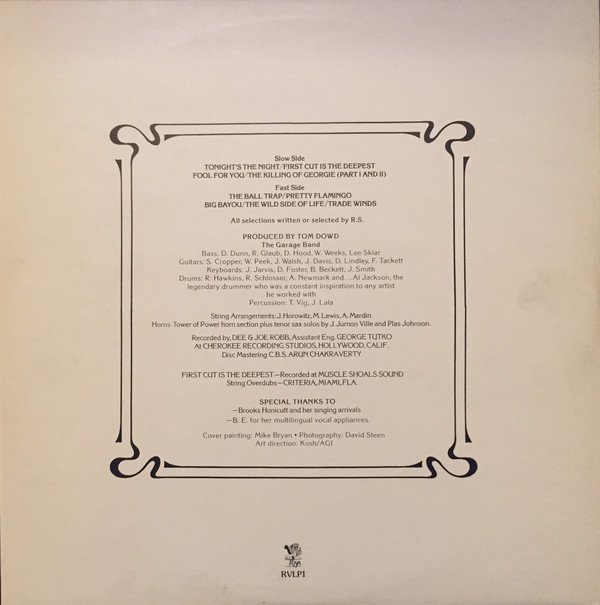 Slow Side
TONIGHT'S THE NIGHT/FIRST CUT IS THE DEEPEST
FOOL FOR YOU/THE KILLING OF GEORGIE (PART I AND II)
Fast Side
THE BALL TRAP/PRETTY FLAMINGO
BIG BAYOU/THE WILD SIDE OF LIFE/TRADE WINDS
All selections written or selected by R.S.
PRODUCED BY TOM DOWD
The Garage Band
Bass: D. Dunn, R. Glaub, D. Hood, W. Weeks, Lee Sklar
Guitars: S. Cropper, W. Peek, J. Walsh, J. Davis, D. Lindley, F. Tackett
Keyboards: J. Jarvis, D. Foster, B. Beckett, J. Smith
Drums: R. Hawkins, R. Schlosser, A. Newmark and...Al Jackson, the
legendary drummer who was a constant inspiration to any artist
he worked with
Percussion: T. Vig, J. Lala
String Arrangements: J. Horowitz, M. Lewis, A. Mardin
Horns: Tower of Power horn section plus tenor sax solos by J. Jumon Ville and Plas Johnson.
Recorded by, DEE & JOE ROBB, Assistant Eng. GEORGE TUTKO
At CHEROKEE RECORDING STUDIOS, HOLLYWOOD, CALIF.
Disc Mastering C.B.S. ARUN CHAKRAVERTY
FIRST CUT IS THE DEEPEST—Recorded at MUSCLE SHOALS SOUND
String Overdubs—CRITERIA, MIAMI, FLA.
SPECIAL THANKS TO
—Brooks Honicutt and her singing arrivals
—B. E. for her multilingual vocal appliances.
Cover painting: Mike Bryan • Photography: David Steen
Art direction: Kosh/AGI
Riva
RVLP1